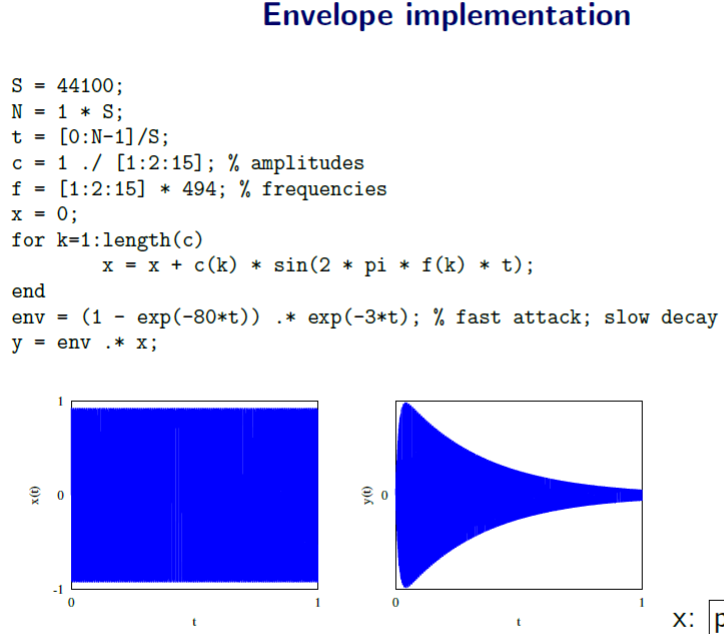 Envelope implementation
S = 44100;
N = 1 * S;
t = [0:N-1]/S;
c = 1 ./ [1:2:15]; % amplitudes
f = [1:2:15] * 494; % frequencies
x = 0;
for k=1:length(c)
x = x + c(k) * sin(2 * pi * f(k) * t);
end
env = (1 - exp(-80*t)) .* exp(-3*t); % fast attack; slow decay
y = env .* x;
1
0
-1
x(t)
0
1
t
1
0
-1
y(t)
0
1
t
x: p